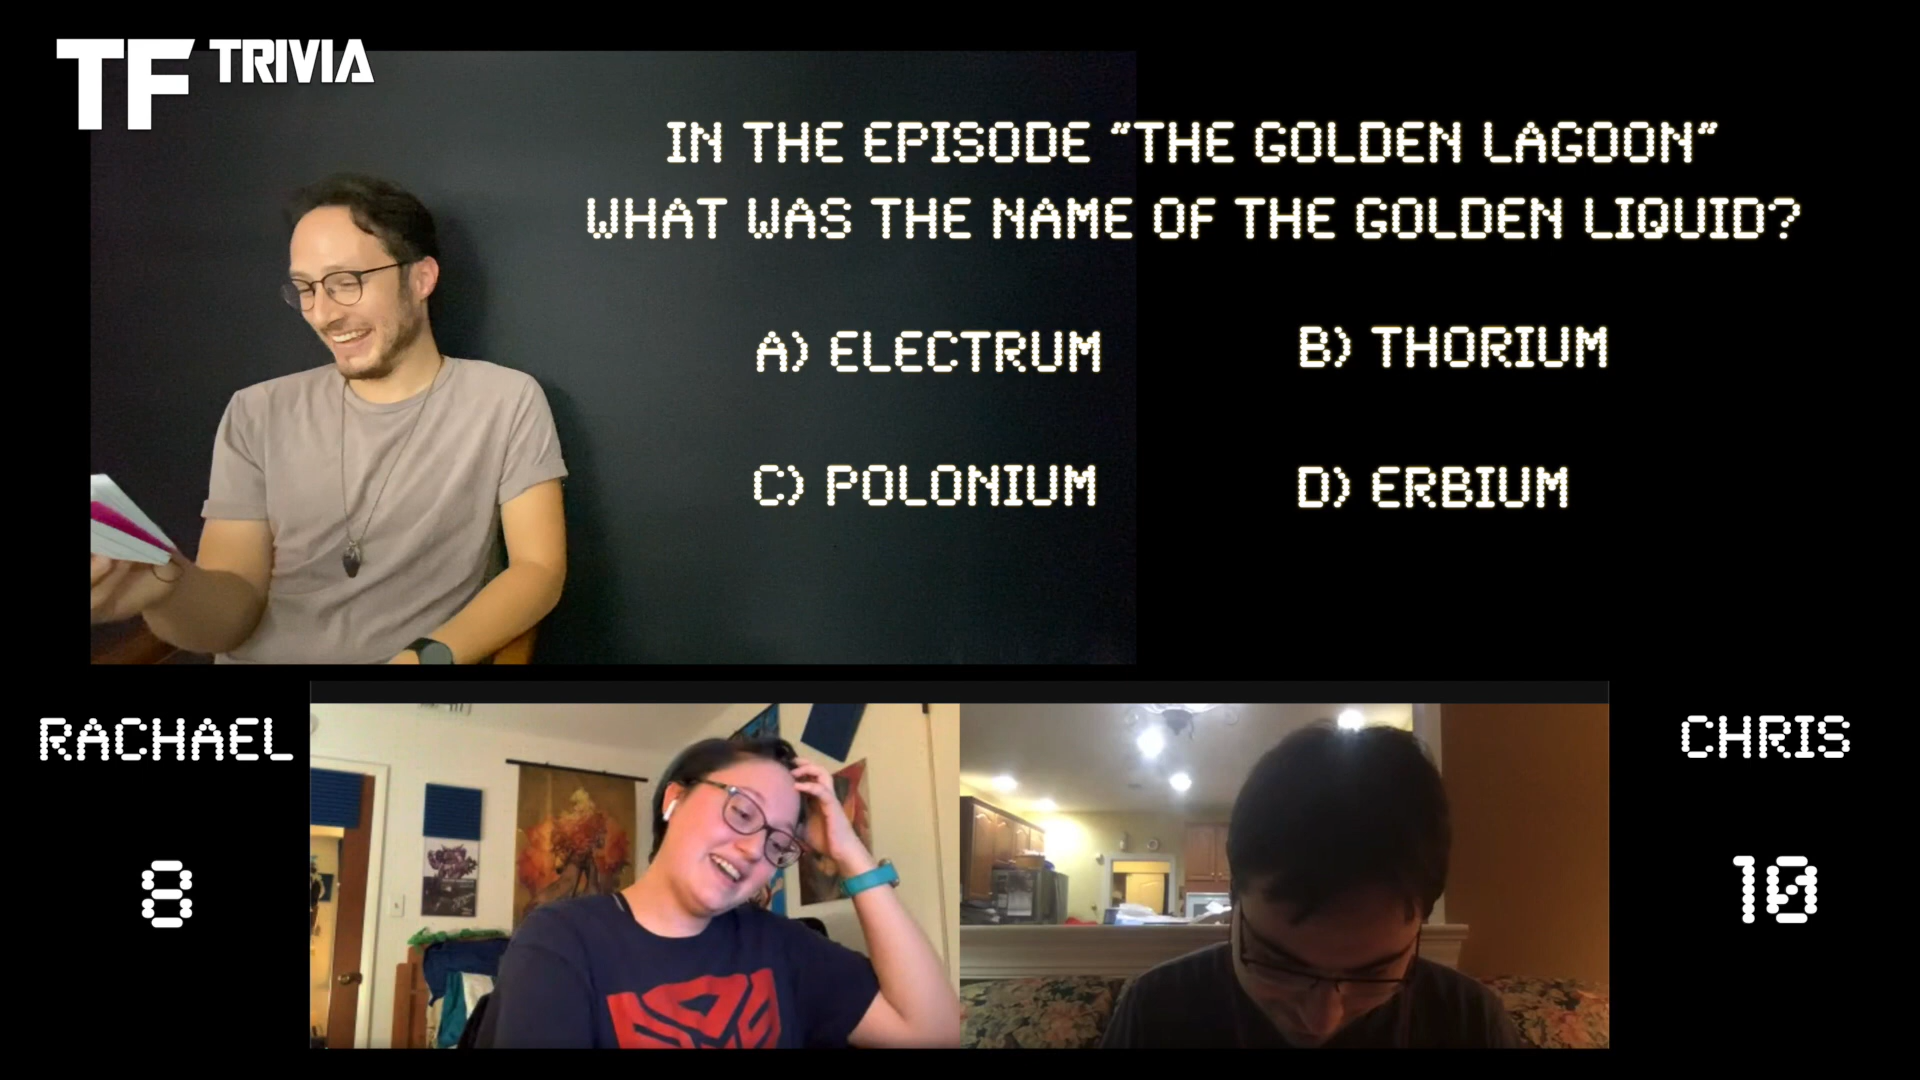 TF TRIVIA
IN THE EPISODE "THE GOLDEN LAGOON"
WHAT WAS THE NAME OF THE GOLDEN LIQUID?
A) ELECTRUM
B) THORIUM
C) POLONIUM
D) ERBIUM
RACHAEL
CHRIS
8
10